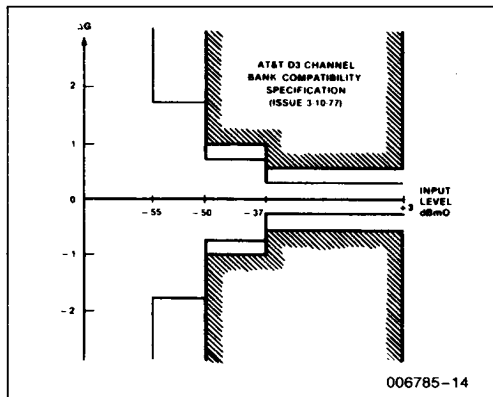 ΔG
AT&T D3 CHANNEL
BANK COMPATIBILITY
SPECIFICATION
(ISSUE 3-10-77)
2
1
0
-1
-2
-55
-50
-37
+3
INPUT
LEVEL
dBmO
006785-14